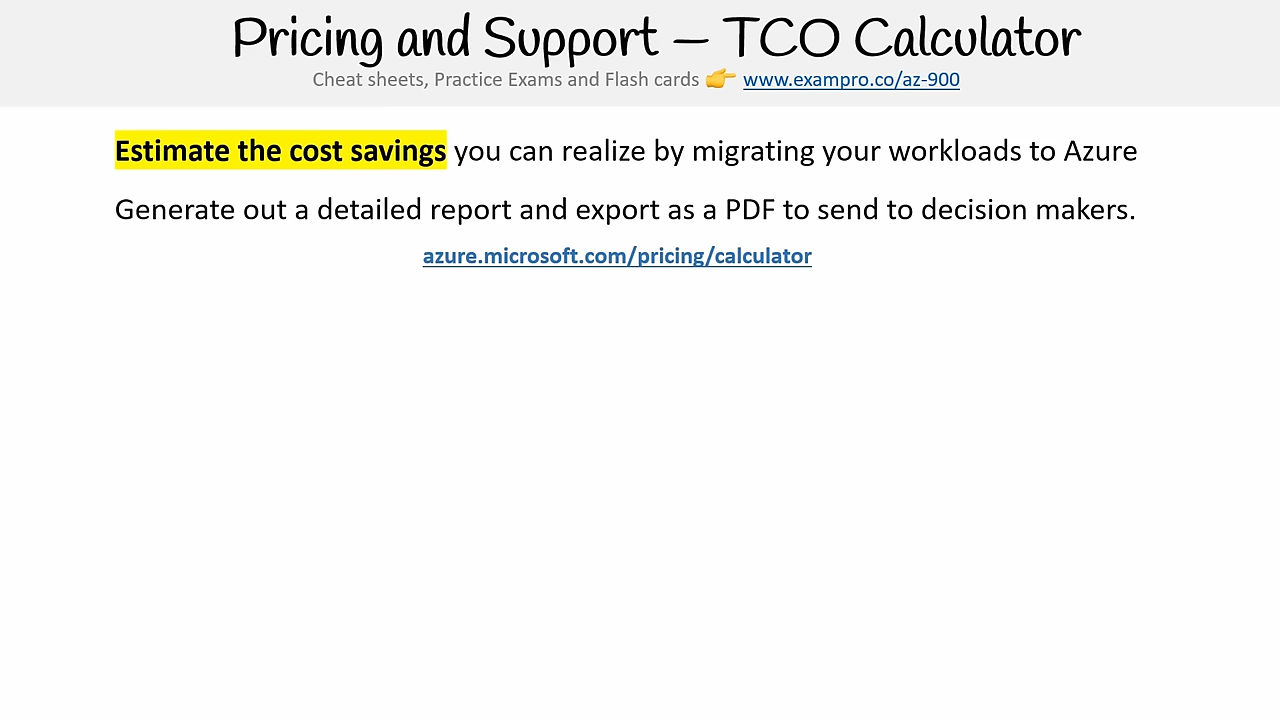 Pricing and Support – TCO Calculator
Cheat sheets, Practice Exams and Flash cards 👉 www.exampro.co/az-900
Estimate the cost savings you can realize by migrating your workloads to Azure
Generate out a detailed report and export as a PDF to send to decision makers.
azure.microsoft.com/pricing/calculator